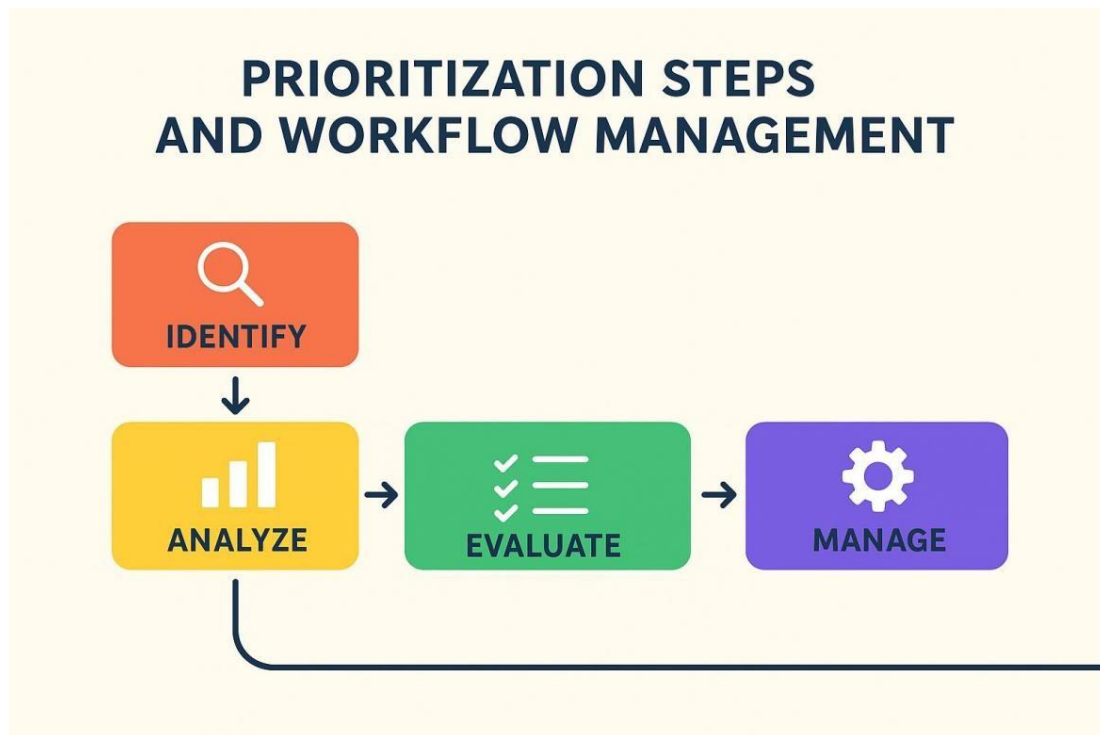 PRIORITIZATION STEPS
AND WORKFLOW MANAGEMENT
IDENTIFY
ANALYZE
EVALUATE
MANAGE